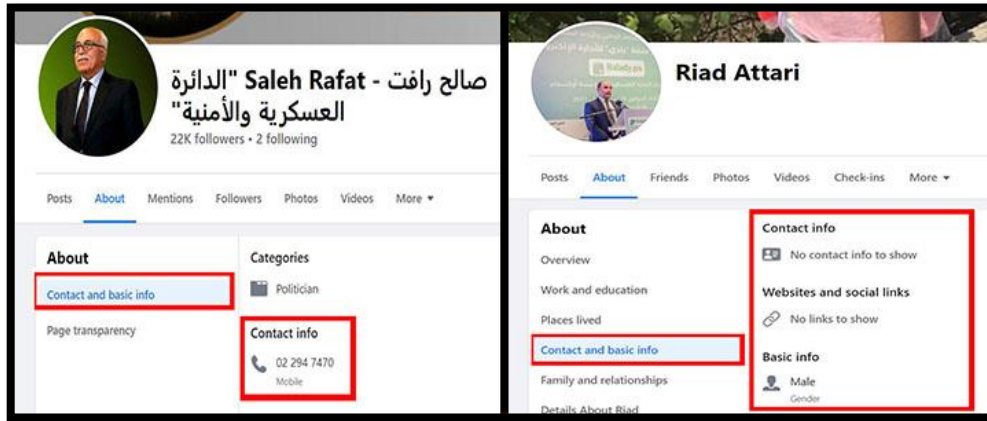 صالح رافت - Saleh Rafat "الدائرة
العسكرية والأمنية"
22K followers • 2 following
Posts About Mentions Followers Photos Videos More
About
Contact and basic info
Page transparency
Categories
Politician
Contact info
02 294 7470
Mobile
Balady.ps
Riad Attari
Posts About Friends Photos Videos Check-ins More
About
Overview
Work and education
Places lived
Contact and basic info
Family and relationships
Details About Riad
Contact info
No contact info to show
Websites and social links
No links to show
Basic info
Male
Gender